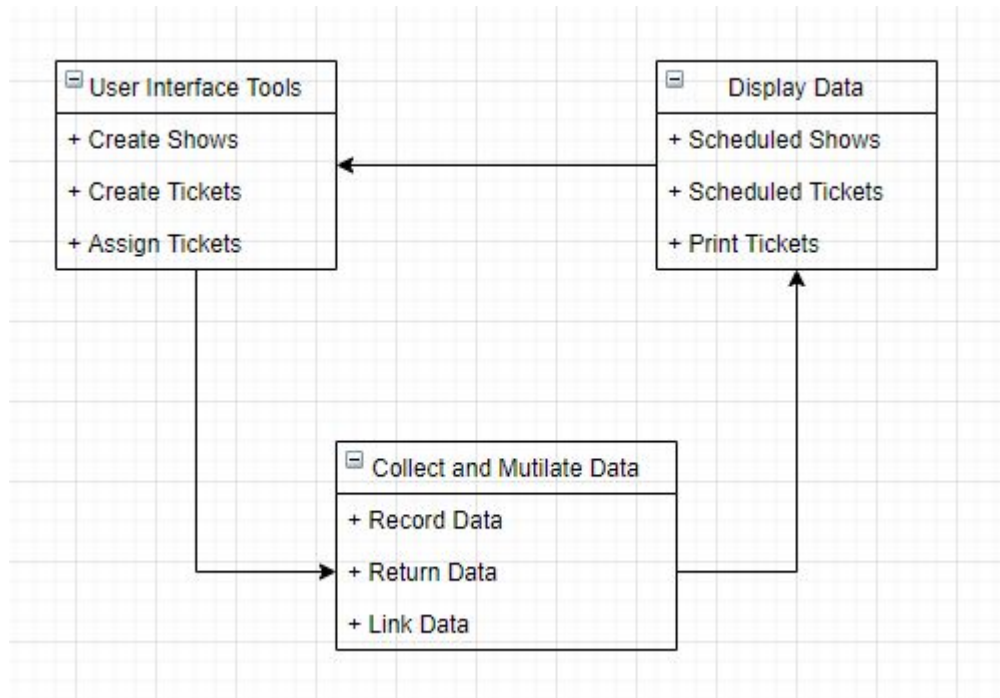 User Interface Tools
+ Create Shows
+ Create Tickets
+ Assign Tickets
Display Data
+ Scheduled Shows
+ Scheduled Tickets
+ Print Tickets
Collect and Mutilate Data
+ Record Data
+ Return Data
+ Link Data